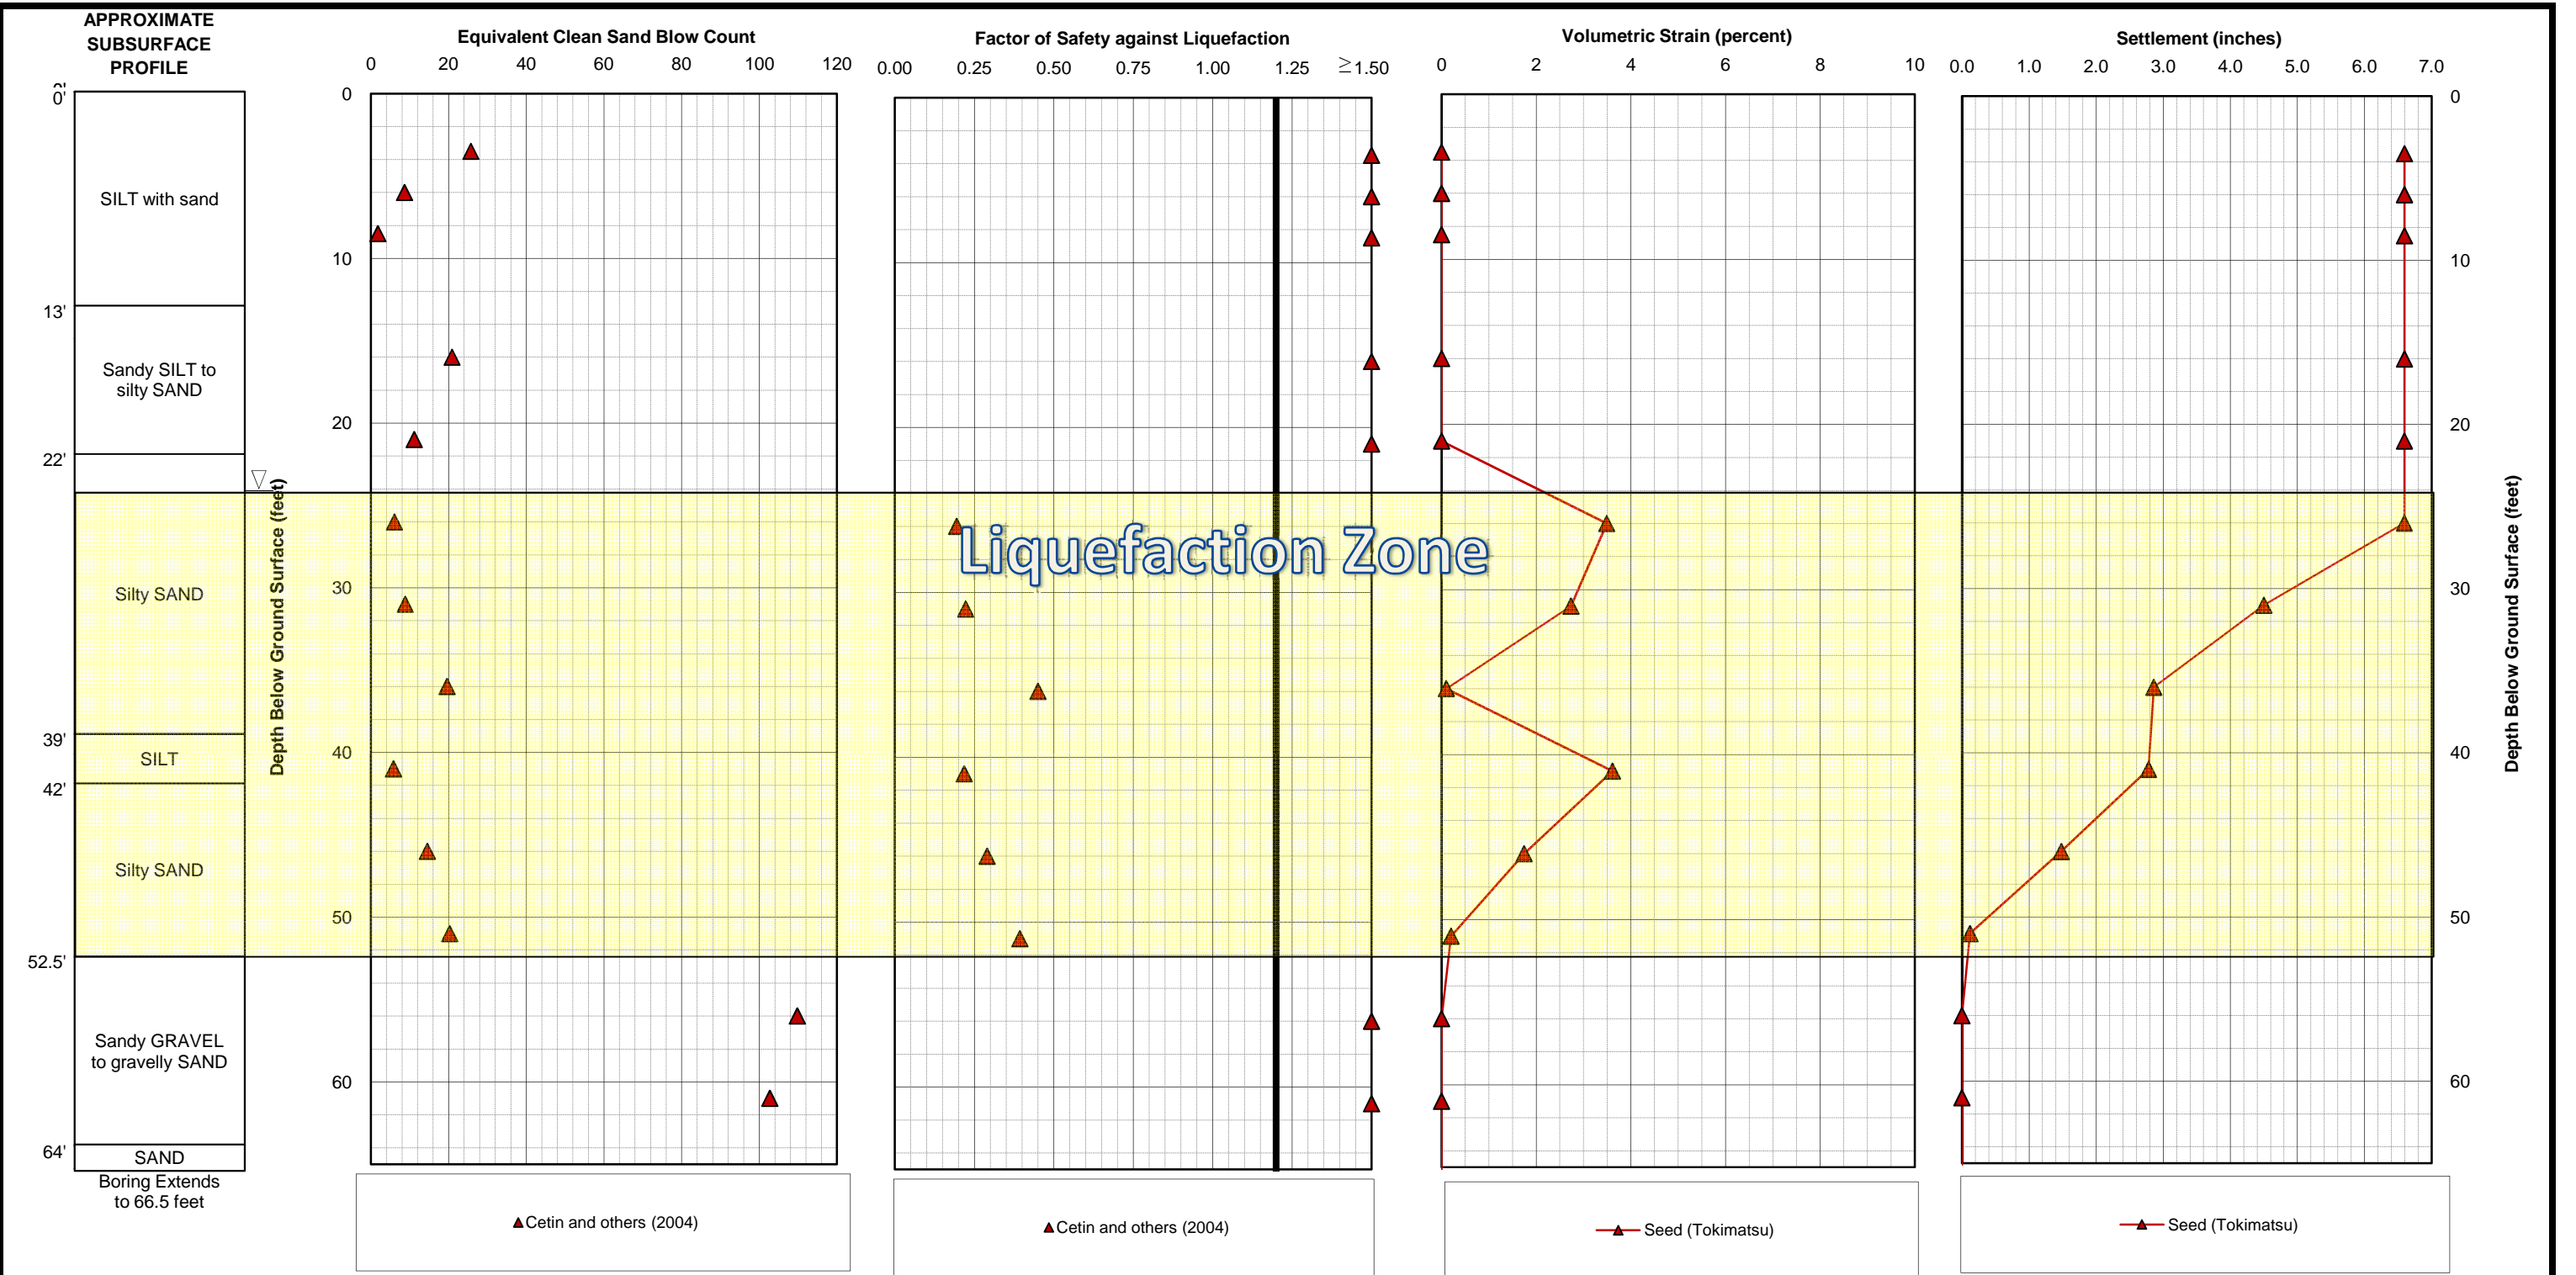 APPROXIMATE
SUBSURFACE
PROFILE
0'
SILT with sand
13'
Sandy SILT to
silty SAND
22'
Silty SAND
39'
SILT
42'
Silty SAND
52.5'
Sandy GRAVEL
to gravelly SAND
64'
SAND
Boring Extends
to 66.5 feet
Depth Below Ground Surface (feet)
Equivalent Clean Sand Blow Count
0 20 40 60 80 100 120
0
10
20
30
40
50
60
Cetin and others (2004)
Factor of Safety against Liquefaction
0.00 0.25 0.50 0.75 1.00 1.25 ≥1.50
Liquefaction Zone
Cetin and others (2004)
Volumetric Strain (percent)
0 2 4 6 8 10
Seed (Tokimatsu)
Settlement (inches)
0.0 1.0 2.0 3.0 4.0 5.0 6.0 7.0
0
10
20
30
40
50
60
Seed (Tokimatsu)
Depth Below Ground Surface (feet)